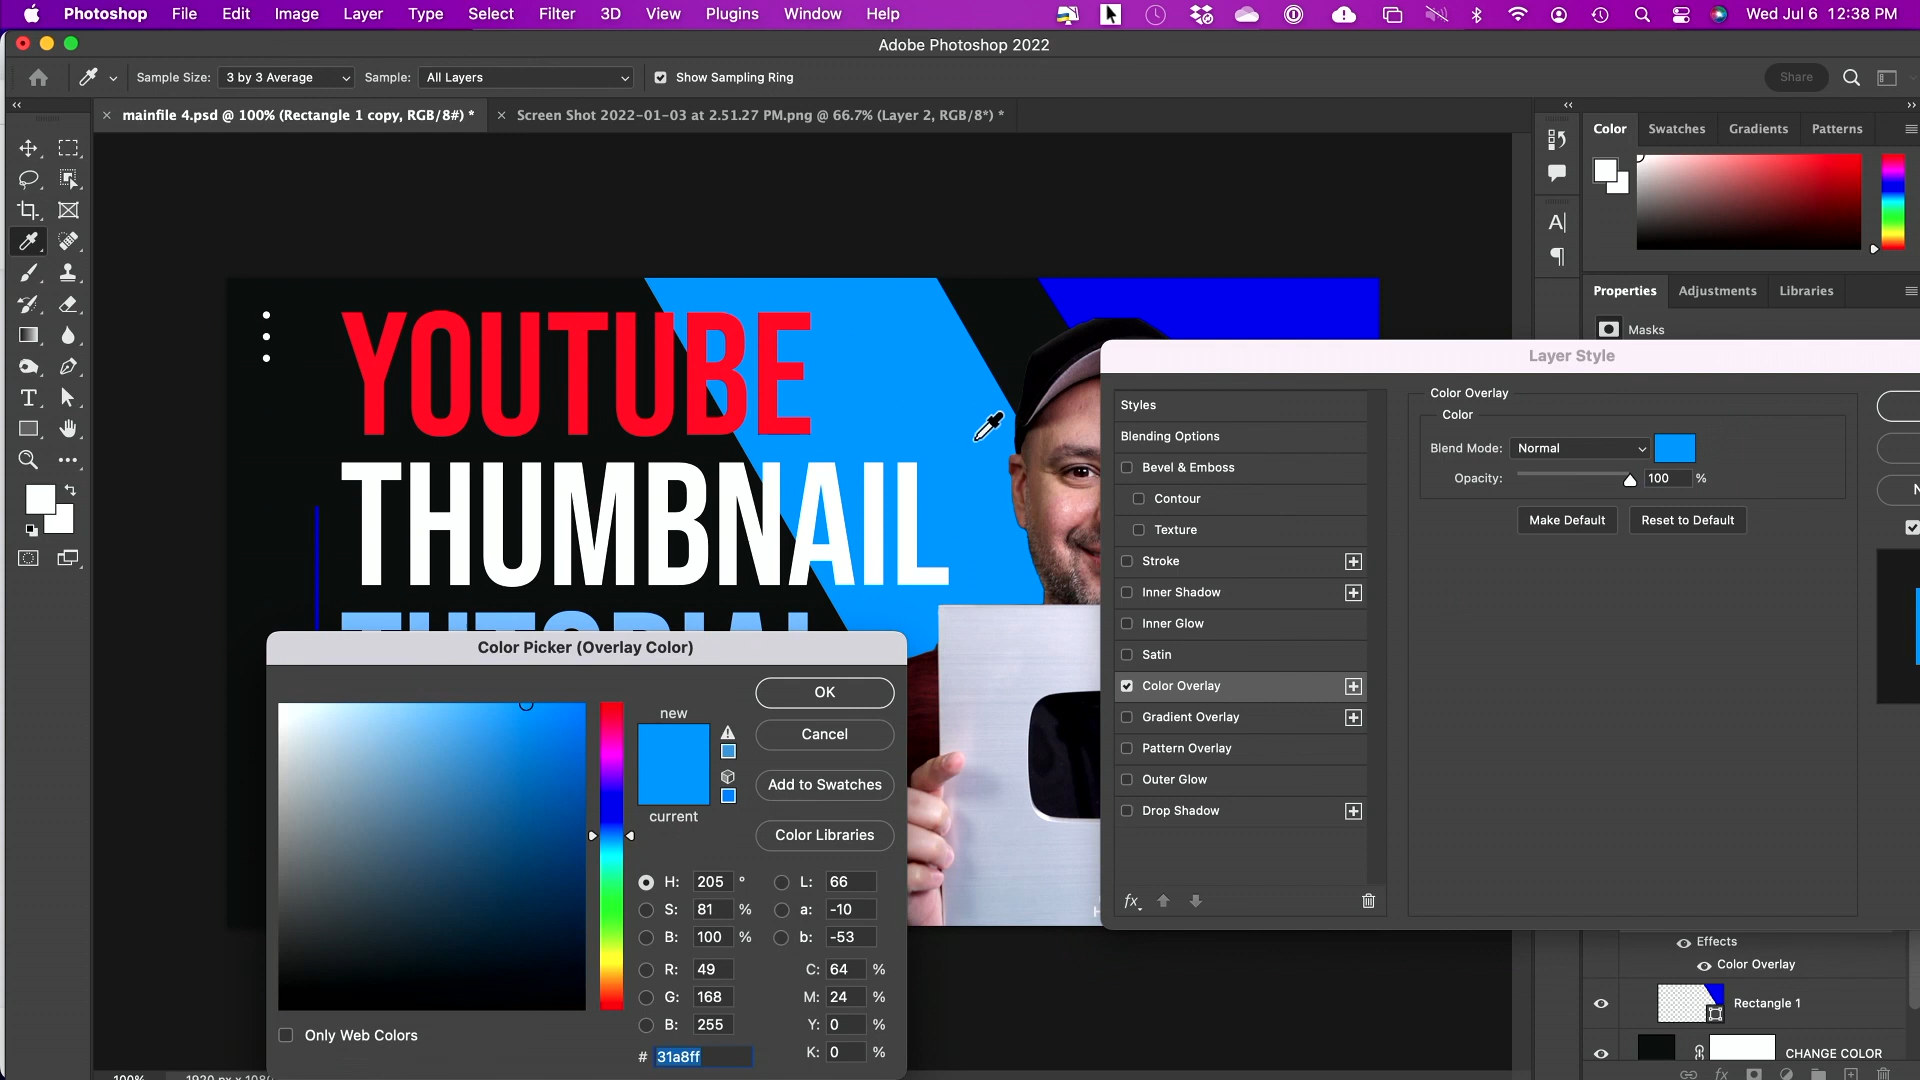 Photoshop File Edit Image Layer Type Select Filter 3D View Plugins Window Help Wed Jul 6 12:38 PM
Adobe Photoshop 2022
Sample Size: 3 by 3 Average Sample: All Layers Show Sampling Ring Share
mainfile 4.psd @ 100% (Rectangle 1 copy, RGB/8#) * Screen Shot 2022-01-03 at 2.51.27 PM.png @ 66.7% (Layer 2, RGB/8*) *
Color Swatches Gradients Patterns
Properties Adjustments Libraries
Masks
YOUTUBE
THUMBNAIL
TUTORIAL
Layer Style
Styles
Blending Options
Bevel & Emboss
Contour
Texture
Stroke
Inner Shadow
Inner Glow
Satin
Color Overlay
Gradient Overlay
Pattern Overlay
Outer Glow
Drop Shadow
fx
Color Overlay
Color
Blend Mode: Normal
Opacity: 100 %
Make Default Reset to Default
N
Color Picker (Overlay Color)
new
current
OK
Cancel
Add to Swatches
Color Libraries
H: 205 ° L: 66
S: 81 % a: -10
B: 100 % b: -53
R: 49 C: 64 %
G: 168 M: 24 %
B: 255 Y: 0 %
# 31a8ff K: 0 %
Only Web Colors
Effects
Color Overlay
Rectangle 1
CHANGE COLOR
100% 1920 px x 1080